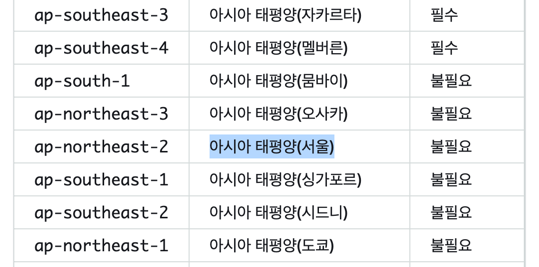 ap-southeast-3 아시아 태평양(자카르타) 필수
ap-southeast-4 아시아 태평양(멜버른) 필수
ap-south-1 아시아 태평양(뭄바이) 불필요
ap-northeast-3 아시아 태평양(오사카) 불필요
ap-northeast-2 아시아 태평양(서울) 불필요
ap-southeast-1 아시아 태평양(싱가포르) 불필요
ap-southeast-2 아시아 태평양(시드니) 불필요
ap-northeast-1 아시아 태평양(도쿄) 불필요